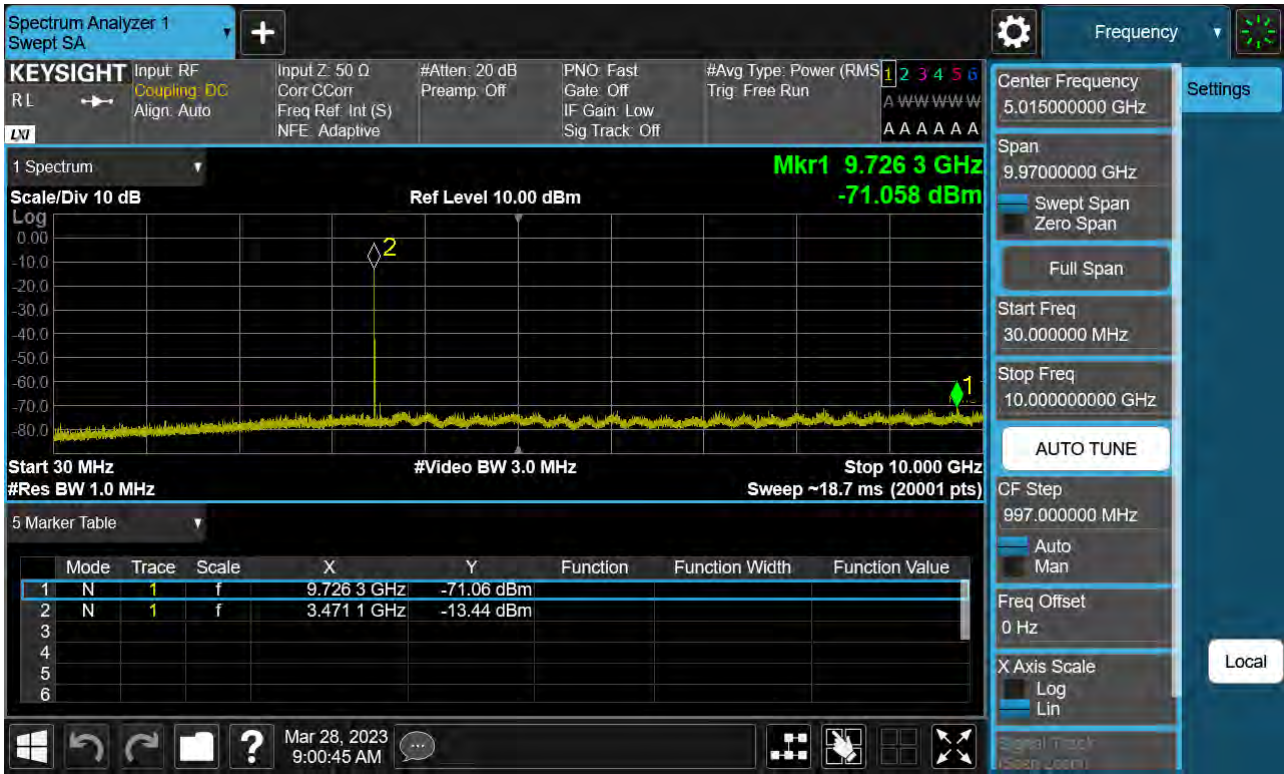 Spectrum Analyzer 1
Swept SA
+
Frequency
KEYSIGHT
RL
LXI
Input: RF
Coupling: DC
Align: Auto
Input Z: 50 Ω
Corr CCorr
Freq Ref: Int (S)
NFE: Adaptive
#Atten: 20 dB
Preamp: Off
PNO: Fast
Gate: Off
IF Gain: Low
Sig Track: Off
#Avg Type: Power (RMS
Trig: Free Run
1 2 3 4 5 6
A W W W W W
A A A A A A
1 Spectrum
Mkr1 9.726 3 GHz
-71.058 dBm
Scale/Div 10 dB
Ref Level 10.00 dBm
Log
0.00
-10.0
-20.0
-30.0
-40.0
-50.0
-60.0
-70.0
-80.0
2
1
Start 30 MHz
#Video BW 3.0 MHz
Stop 10.000 GHz
#Res BW 1.0 MHz
Sweep ~18.7 ms (20001 pts)
5 Marker Table
Mode Trace Scale X Y Function Function Width Function Value
1 N 1 f 9.726 3 GHz -71.06 dBm
2 N 1 f 3.471 1 GHz -13.44 dBm
3
4
5
6
Mar 28, 2023
9:00:45 AM
?
Center Frequency
5.015000000 GHz
Settings
Span
9.97000000 GHz
Swept Span
Zero Span
Full Span
Start Freq
30.000000 MHz
Stop Freq
10.000000000 GHz
AUTO TUNE
CF Step
997.000000 MHz
Auto
Man
Freq Offset
0 Hz
X Axis Scale
Log
Lin
Local
Signal Track
(Span Zoom)